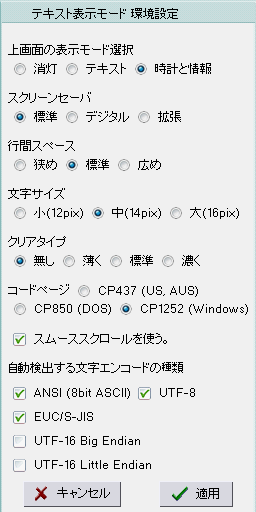 テキスト表示モード 環境設定
上画面の表示モード選択
消灯 テキスト 時計と情報
スクリーンセーバ
標準 デジタル 拡張
行間スペース
狭め 標準 広め
文字サイズ
小(12pix) 中(14pix) 大(16pix)
クリアタイプ
無し 薄く 標準 濃く
コードページ CP437 (US, AUS)
CP850 (DOS) CP1252 (Windows)
スムーススクロールを使う。
自動検出する文字エンコードの種類
ANSI (8bit ASCII) UTF-8
EUC/S-JIS
UTF-16 Big Endian
UTF-16 Little Endian
キャンセル 適用